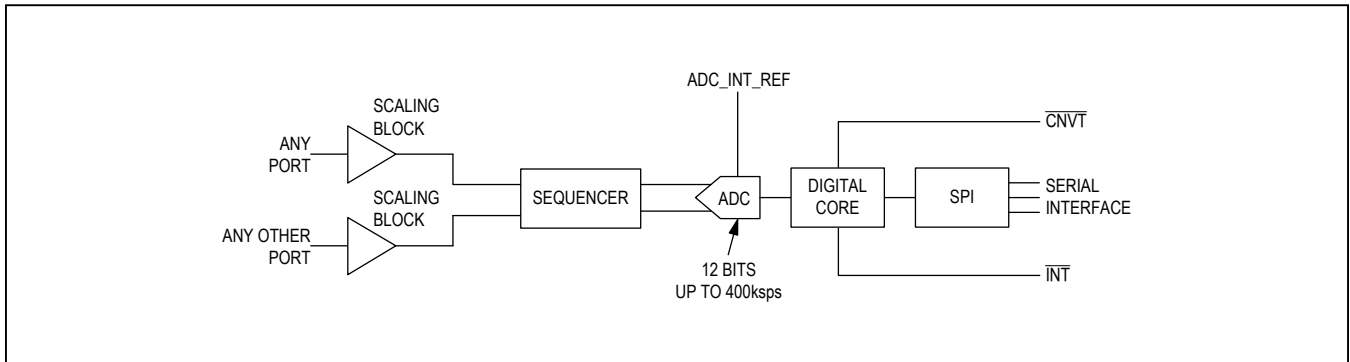 ADC_INT_REF
SCALING
BLOCK
CNVT
ANY
PORT
SEQUENCER
ADC
DIGITAL
CORE
SPI
SERIAL
INTERFACE
SCALING
BLOCK
ANY OTHER
PORT
12 BITS
UP TO 400ksps
INT